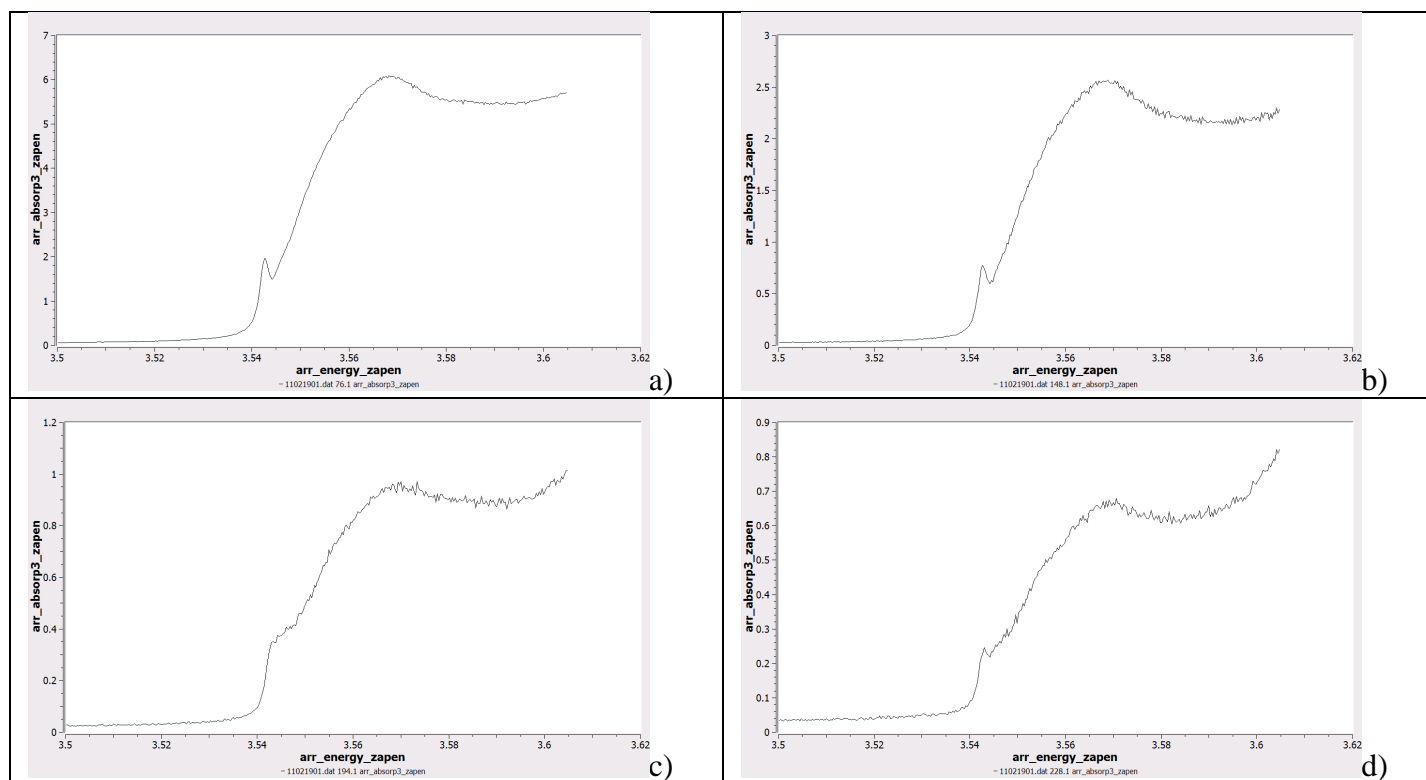 7
6
5
4
3
2
1
0
arr_absorp3_zapen
3.5 3.52 3.54 3.56 3.58 3.6 3.62
arr_energy_zapen
11021901.dat 76.1 arr_absorp3_zapen
a)
3
2.5
2
1.5
1
0.5
0
arr_absorp3_zapen
3.5 3.52 3.54 3.56 3.58 3.6 3.62
arr_energy_zapen
11021901.dat 148.1 arr_absorp3_zapen
b)
1.2
1
0.8
0.6
0.4
0.2
0
arr_absorp3_zapen
3.5 3.52 3.54 3.56 3.58 3.6 3.62
arr_energy_zapen
11021901.dat 194.1 arr_absorp3_zapen
c)
0.9
0.8
0.7
0.6
0.5
0.4
0.3
0.2
0.1
0
arr_absorp3_zapen
3.5 3.52 3.54 3.56 3.58 3.6 3.62
arr_energy_zapen
11021901.dat 228.1 arr_absorp3_zapen
d)